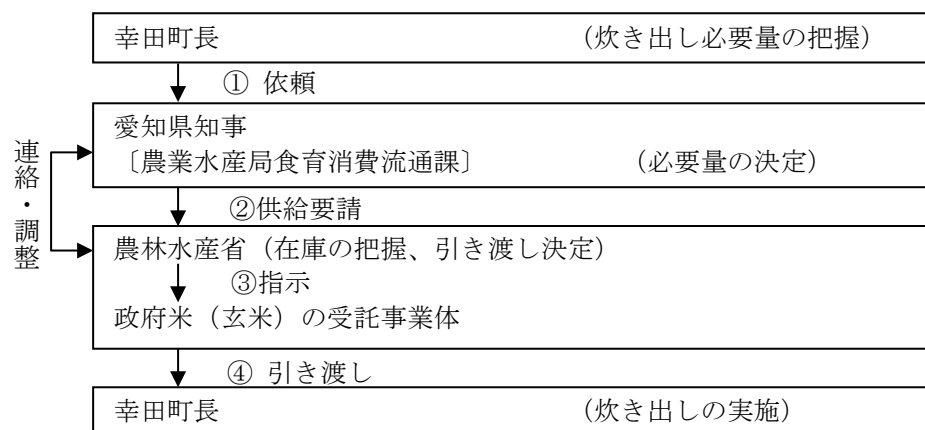 幸田町長 (炊き出し必要量の把握)
① 依頼
愛知県知事
〔農業水産局食育消費流通課〕 (必要量の決定)
連絡・調整
②供給要請
農林水産省（在庫の把握、引き渡し決定）
③指示
政府米（玄米）の受託事業体
④ 引き渡し
幸田町長 (炊き出しの実施)